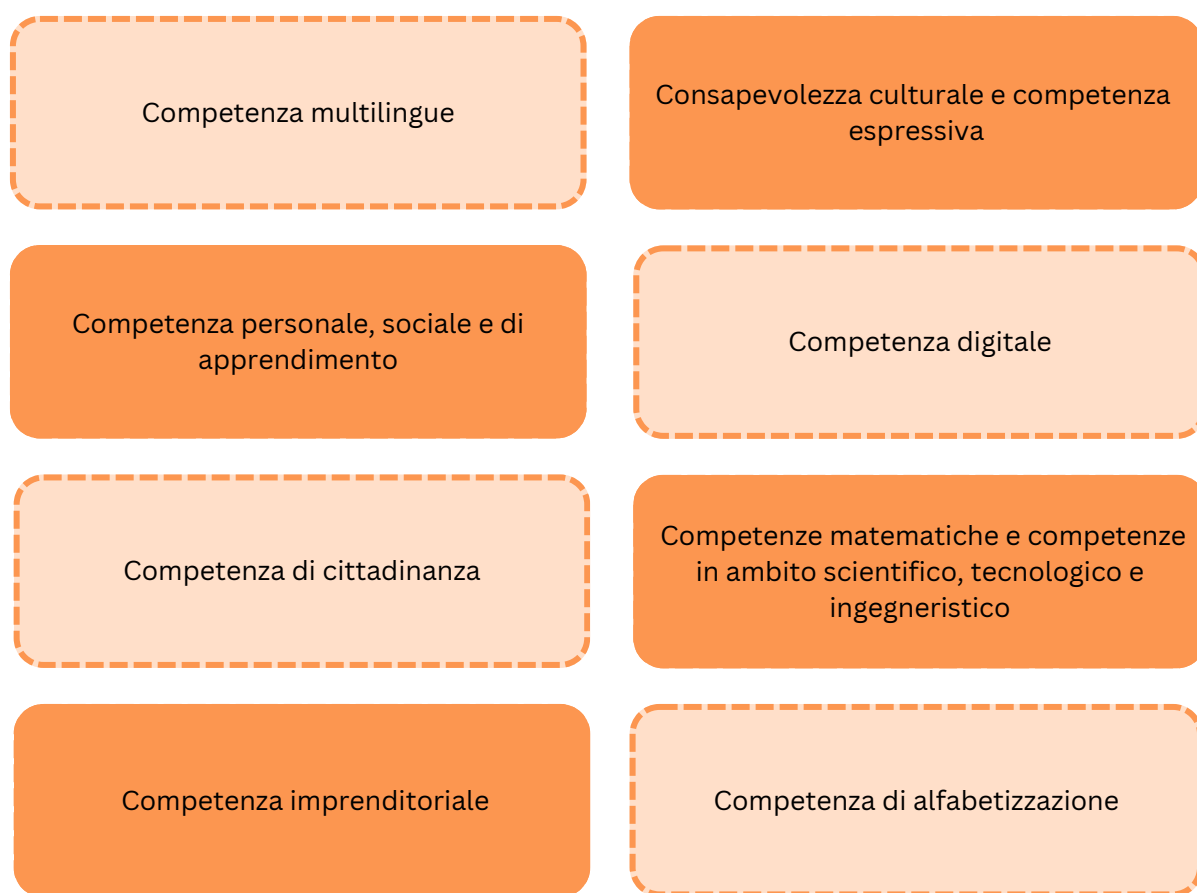 Competenza multilingue
Consapevolezza culturale e competenza
espressiva
Competenza personale, sociale e di
apprendimento
Competenza digitale
Competenza di cittadinanza
Competenze matematiche e competenze
in ambito scientifico, tecnologico e
ingegneristico
Competenza imprenditoriale
Competenza di alfabetizzazione